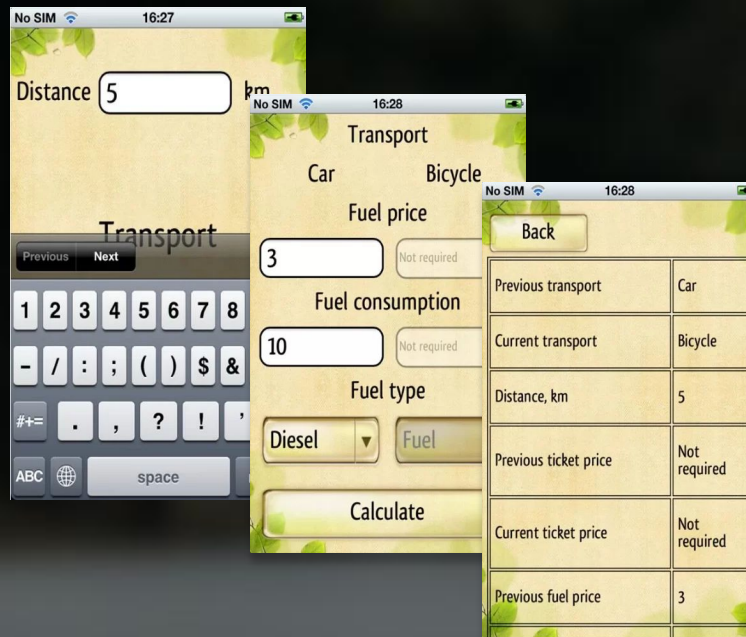 No SIM 16:27
Distance 5 km
Transport
Previous Next
1 2 3 4 5 6 7 8
- / : ; ( ) $ &
#+= . , ? ! '
ABC space
No SIM 16:28
Transport
Car Bicycle
Fuel price
3 Not required
Fuel consumption
10 Not required
Fuel type
Diesel Fuel
Calculate
No SIM 16:28
Back
Previous transport Car
Current transport Bicycle
Distance, km 5
Previous ticket price Not
required
Current ticket price Not
required
Previous fuel price 3